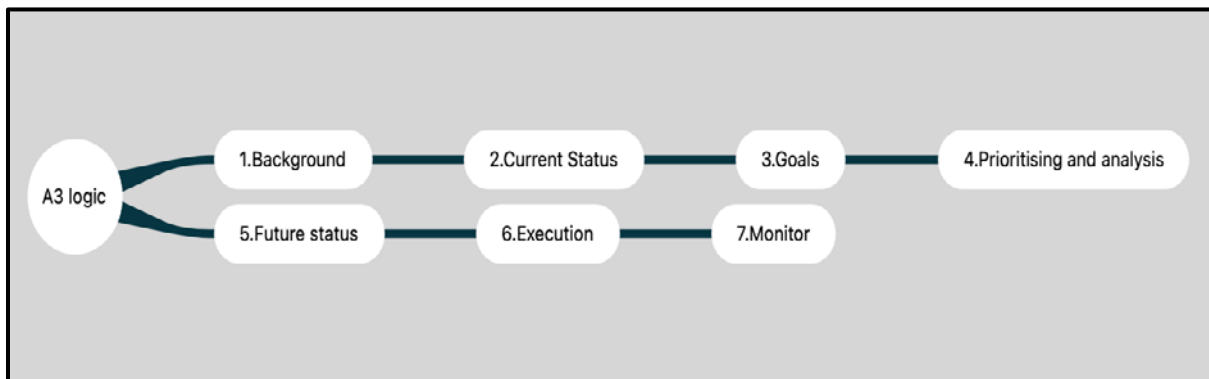 A3 logic
1.Background
2.Current Status
3.Goals
4.Prioritising and analysis
5.Future status
6.Execution
7.Monitor